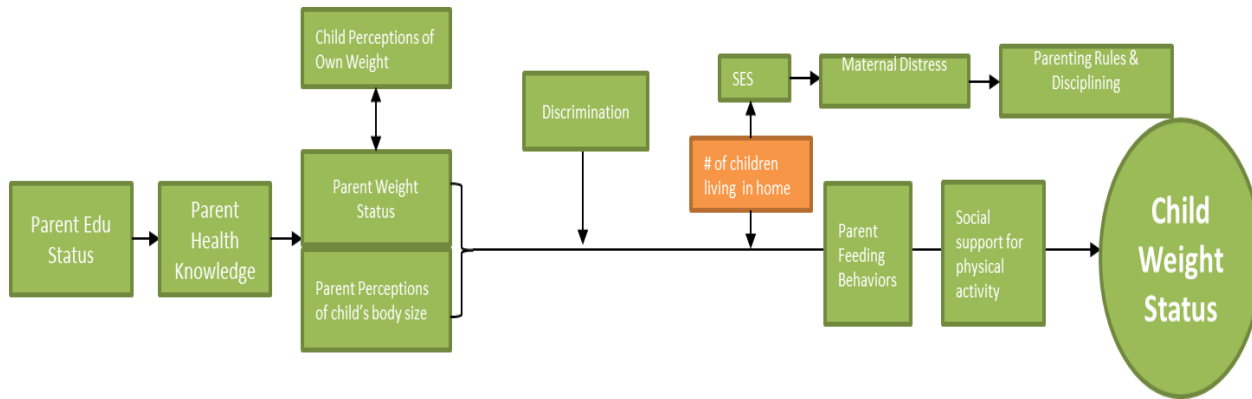 Child Perceptions of
Own Weight
Discrimination
SES
Maternal Distress
Parenting Rules &
Disciplining
# of children
living in home
Parent Edu
Status
Parent
Health
Knowledge
Parent Weight
Status
Parent Perceptions
of child's body size
Parent
Feeding
Behaviors
Social
support for
physical
activity
Child
Weight
Status